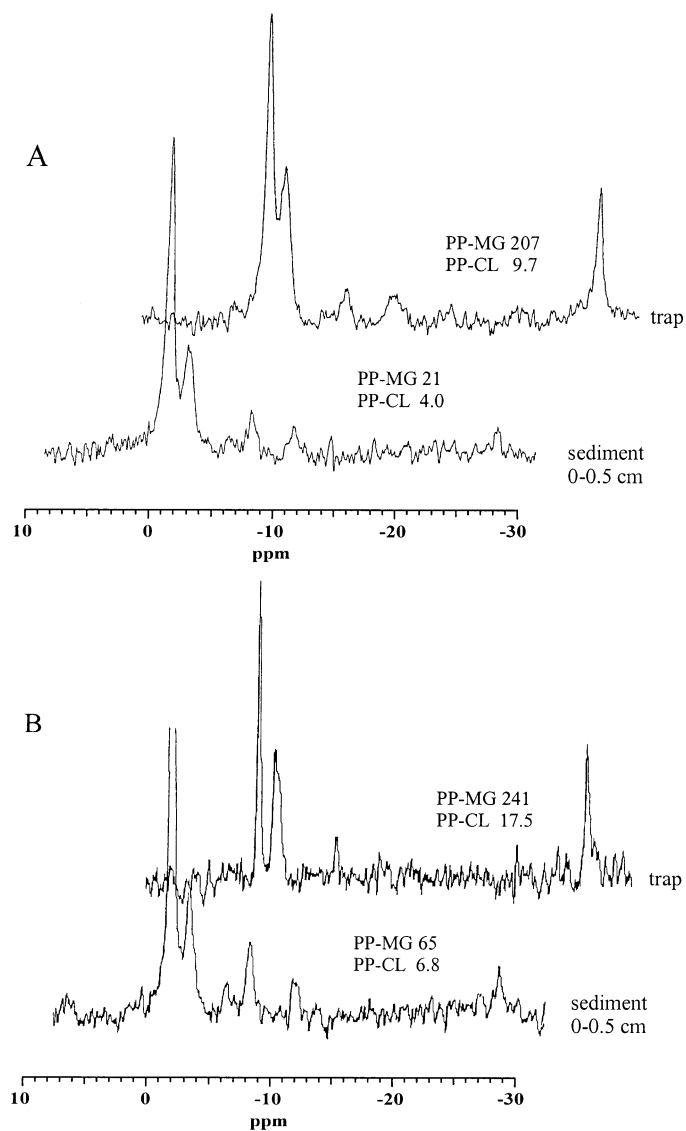 A
PP-MG 207
PP-CL 9.7
trap
PP-MG 21
PP-CL 4.0
sediment
0-0.5 cm
10 0 -10 -20 -30
ppm
B
PP-MG 241
PP-CL 17.5
trap
PP-MG 65
PP-CL 6.8
sediment
0-0.5 cm
10 0 -10 -20 -30
ppm